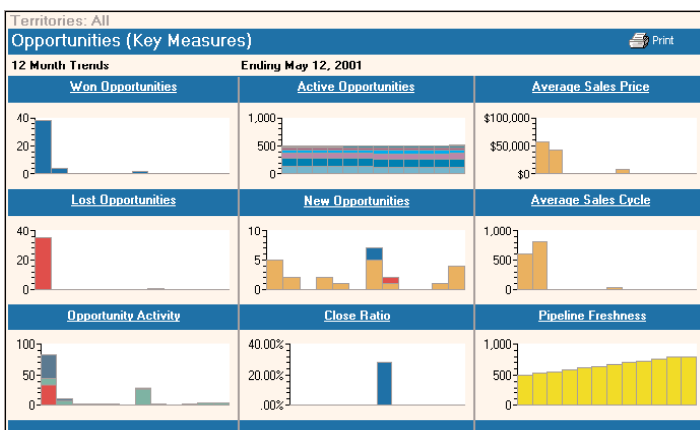 Territories: All
Opportunities (Key Measures) Print
12 Month Trends Ending May 12, 2001
Won Opportunities Active Opportunities Average Sales Price
40 1,000 $100,000
20 500 $50,000
0 0 $0
Lost Opportunities New Opportunities Average Sales Cycle
40 10 1,000
20 5 500
0 0 0
Opportunity Activity Close Ratio Pipeline Freshness
100 40.00% 1,000
50 20.00% 500
0 .00% 0